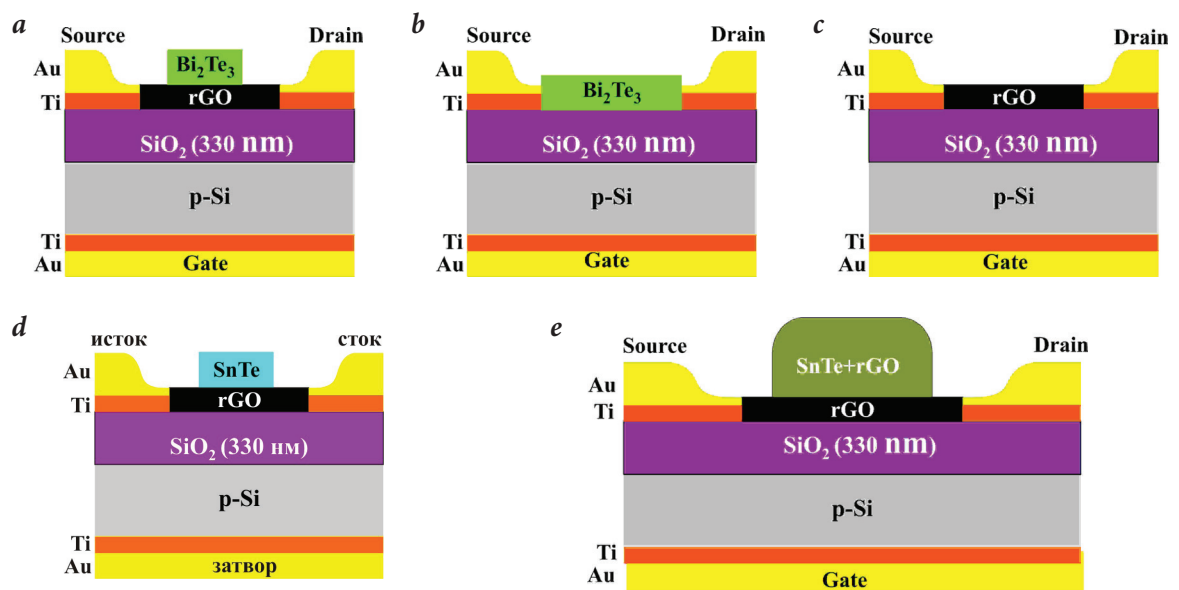 a
Source
Drain
Au
Bi₂Te₃
Ti
rGO
SiO₂ (330 nm)
p-Si
Ti
Au
Gate
b
Source
Drain
Au
Bi₂Te₃
Ti
SiO₂ (330 nm)
p-Si
Ti
Au
Gate
c
Source
Drain
Au
Ti
rGO
SiO₂ (330 nm)
p-Si
Ti
Au
Gate
d
исток
сток
Au
SnTe
Ti
rGO
SiO₂ (330 нм)
p-Si
Ti
Au
затвор
e
Source
Drain
SnTe+rGO
Au
Ti
rGO
SiO₂ (330 nm)
p-Si
Ti
Au
Gate